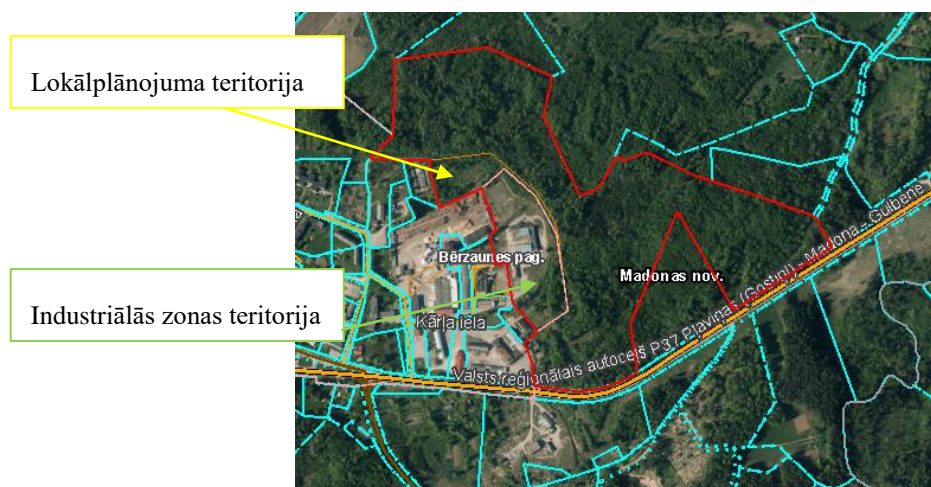 Lokālplānojuma teritorija
Bērzaunes pag.
Madonas nov.
Industriālās zonas teritorija
Kārļa iela
Valsts reģionālais autoceļš P37 Pļaviņas (Gostiņi) - Madona - Gulbene